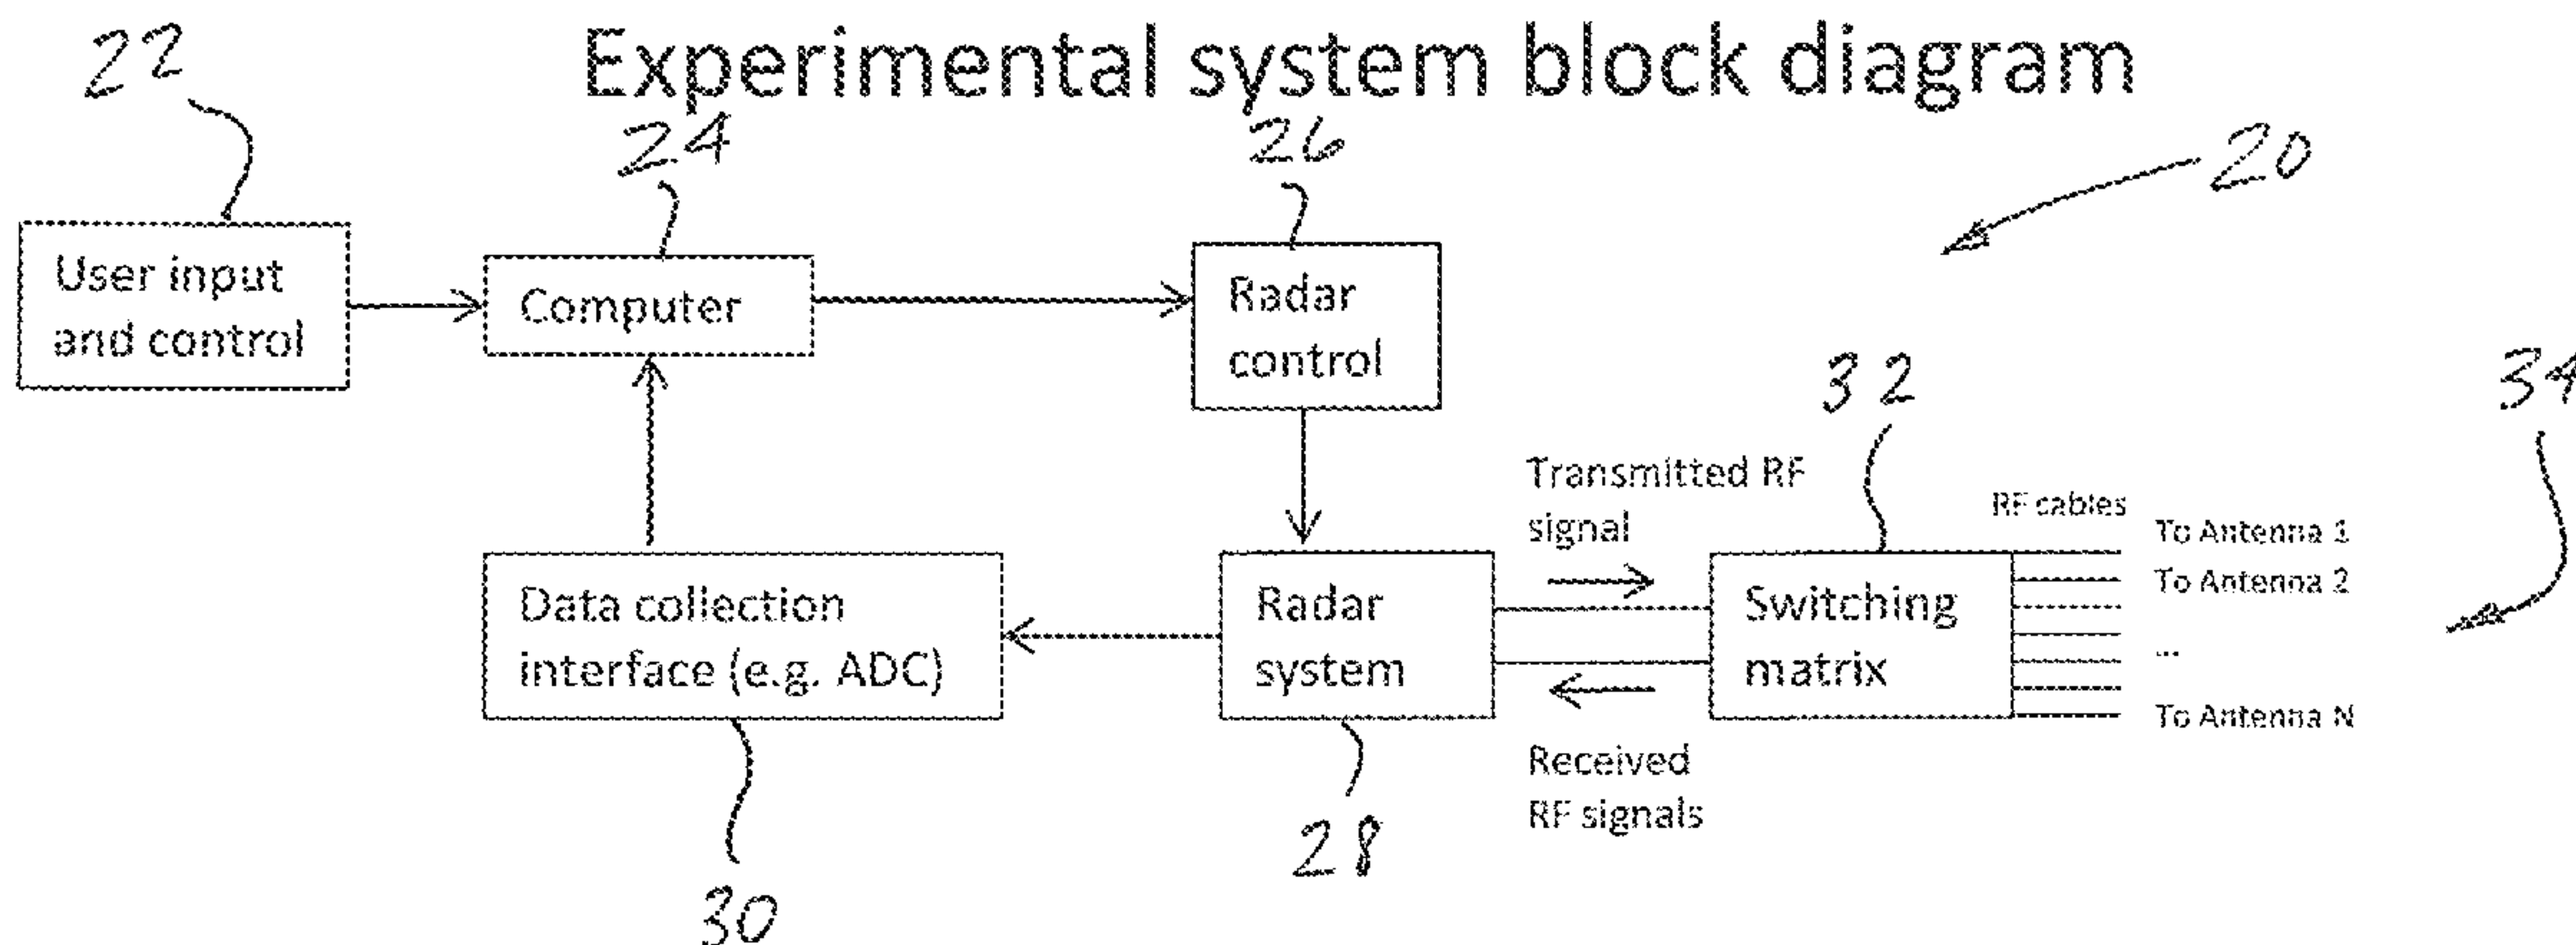 Experimental system block diagram
22
24
26
20
User input
and control
Computer
Radar
control
32
34
Transmitted RF
signal
RF cables
To Antenna 1
To Antenna 2
...
To Antenna N
Data collection
interface (e.g. ADC)
Radar
system
Switching
matrix
Received
RF signals
28
30